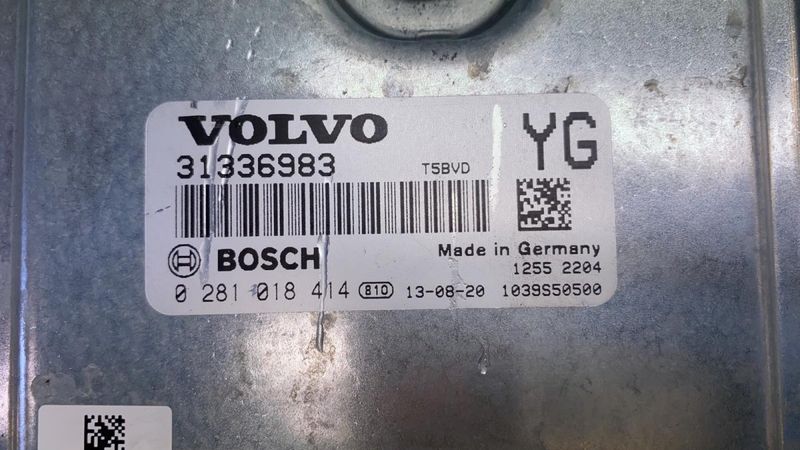 VOLVO
YG
31336983 T5BVD
BOSCH Made in Germany
1255 2204
0 281 018 414 810 13-08-20 1039S50500